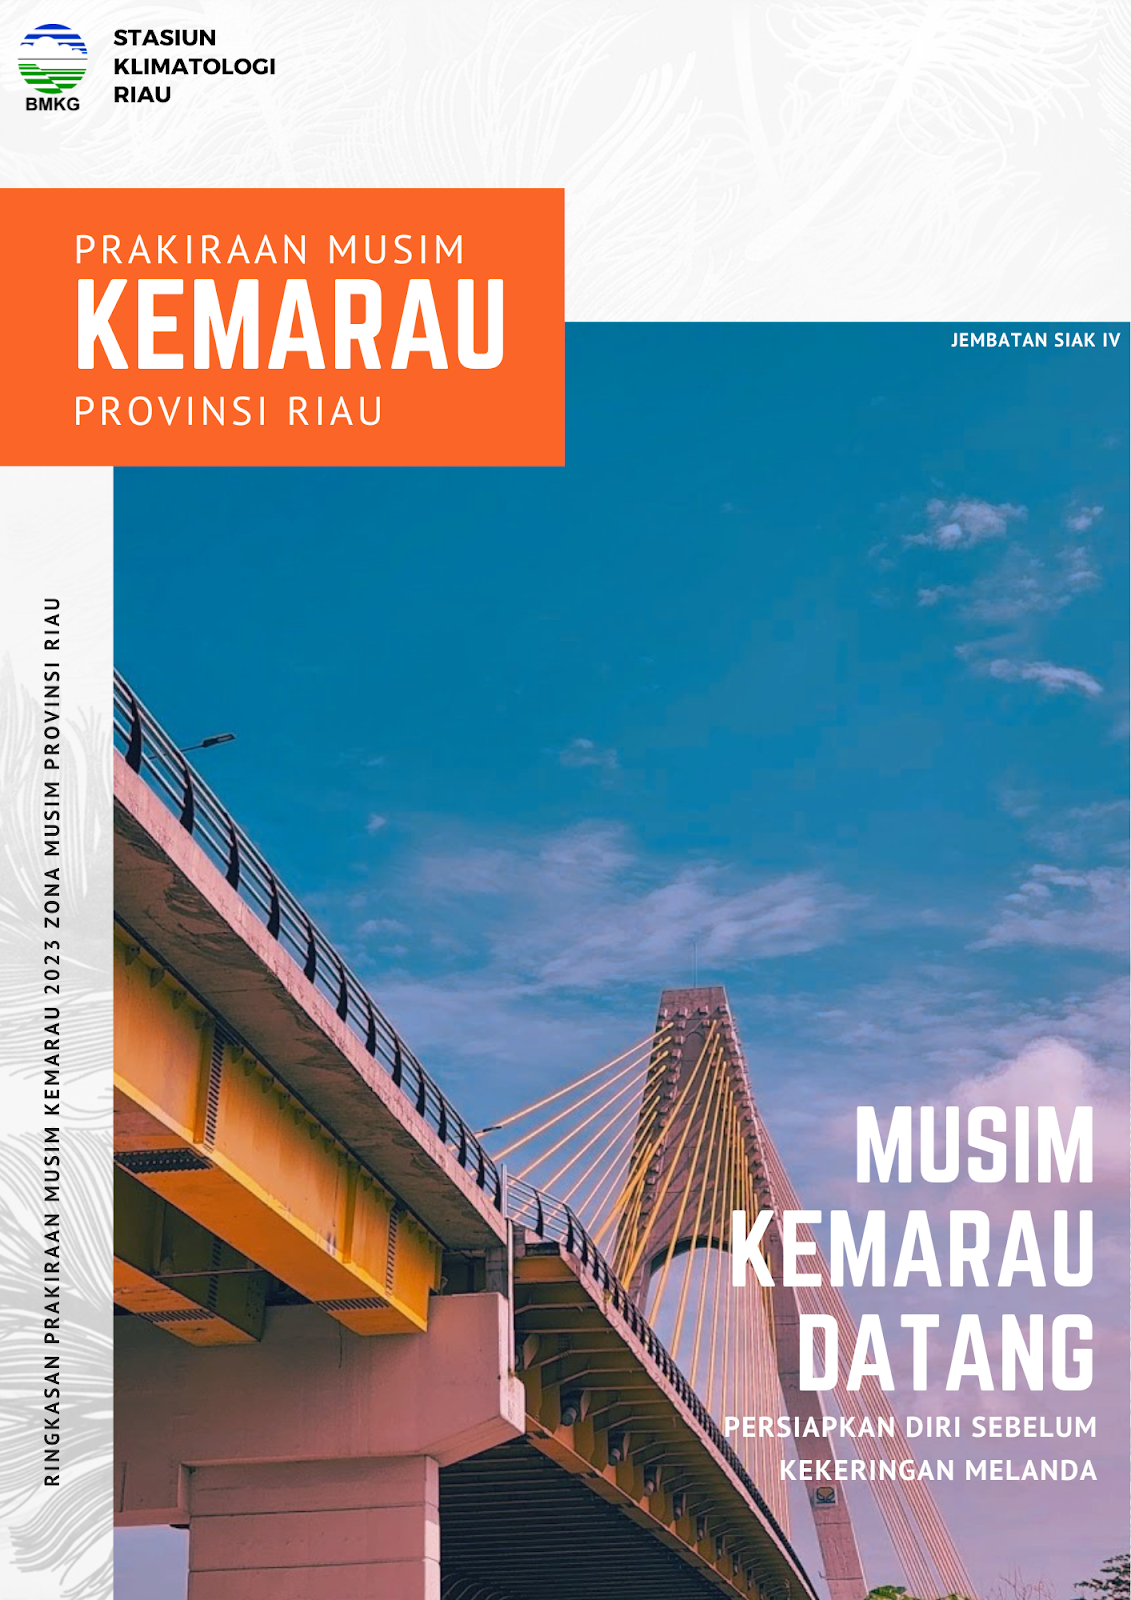 BMKG
STASIUN
KLIMATOLOGI
RIAU
PRAKIRAAN MUSIM
KEMARAU
PROVINSI RIAU
JEMBATAN SIAK IV
RINGKASAN PRAKIRAAN MUSIM KEMARAU 2023 ZONA MUSIM PROVINSI RIAU
MUSIM
KEMARAU
DATANG
PERSIAPKAN DIRI SEBELUM
KEKERINGAN MELANDA